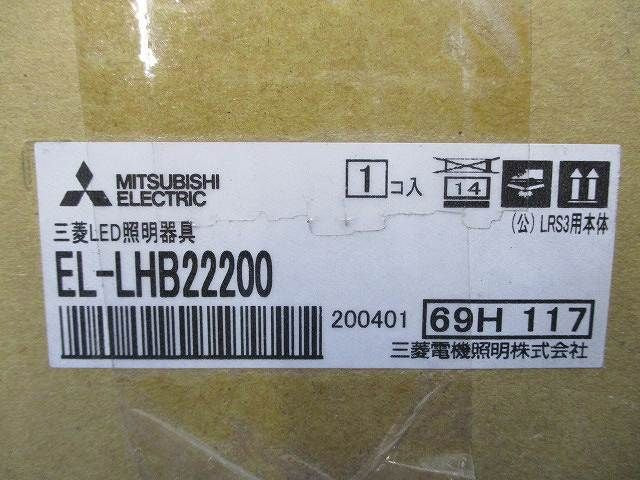 MITSUBISHI
ELECTRIC
1 コ入
14
(公) LRS3用本体
三菱LED照明器具
EL-LHB22200
200401
69H 117
三菱電機照明株式会社